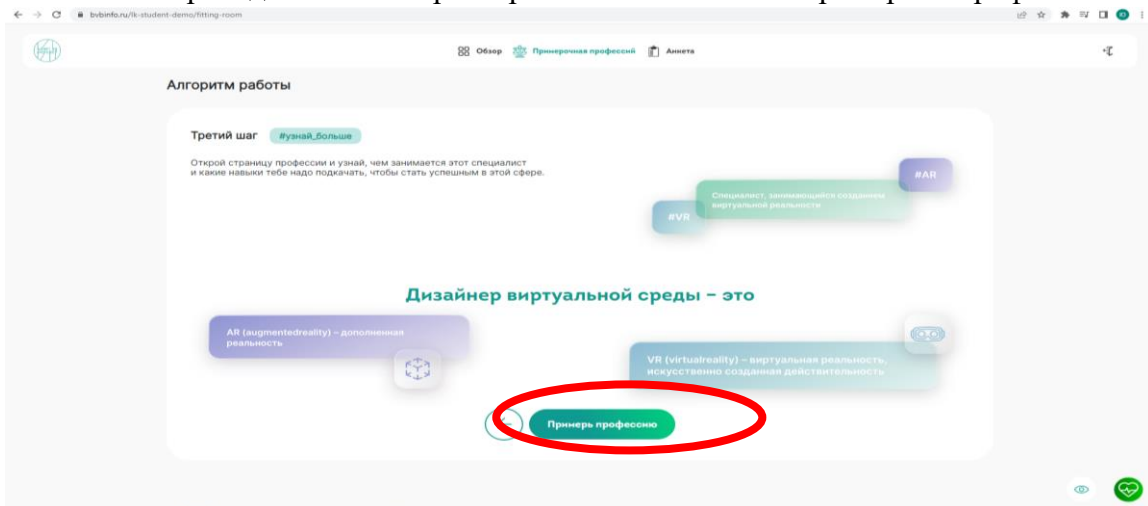 bvbinfo.ru/lk-student-demo/fitting-room
Обзор Примерочная профессий Анкета
Алгоритм работы
Третий шаг #узнай_больше
Открой страницу профессии и узнай, чем занимается этот специалист
и какие навыки тебе надо подкачать, чтобы стать успешным в этой сфере.
#AR
Специалист, занимающийся созданием
виртуальной реальности
#VR
Дизайнер виртуальной среды – это
AR (augmentedreality) – дополненная
реальность
VR (virtualreality) – виртуальная реальность,
искусственно созданная действительность
Примерь профессию